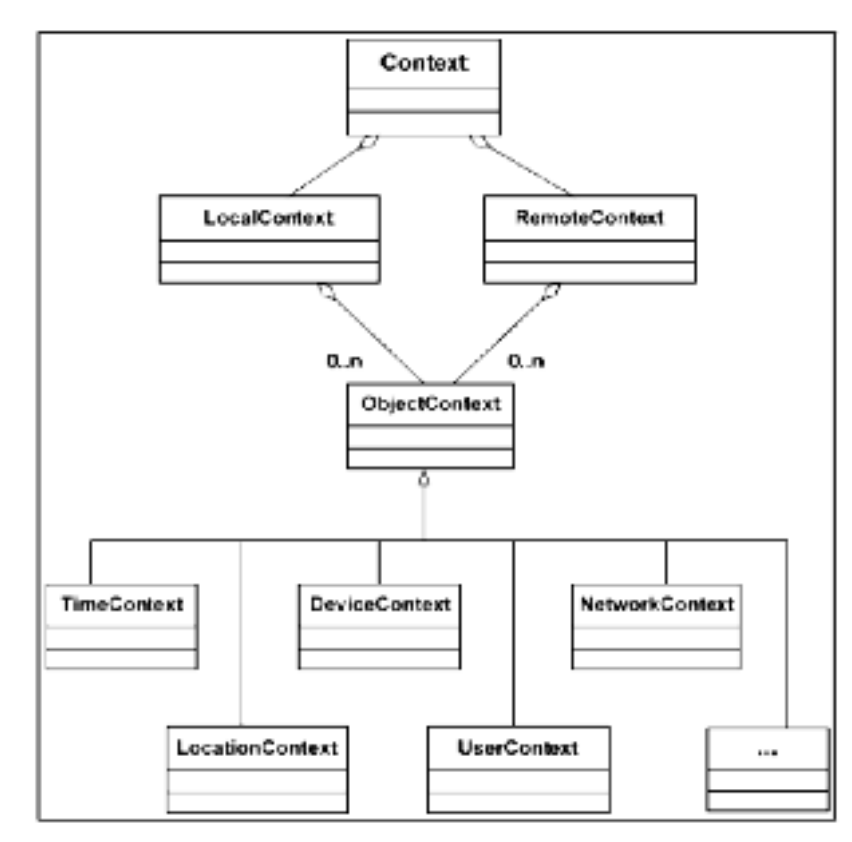 Context
LocalContext
RemoteContext
0..n
0..n
ObjectContext
TimeContext
DeviceContext
NetworkContext
LocationContext
UserContext
...